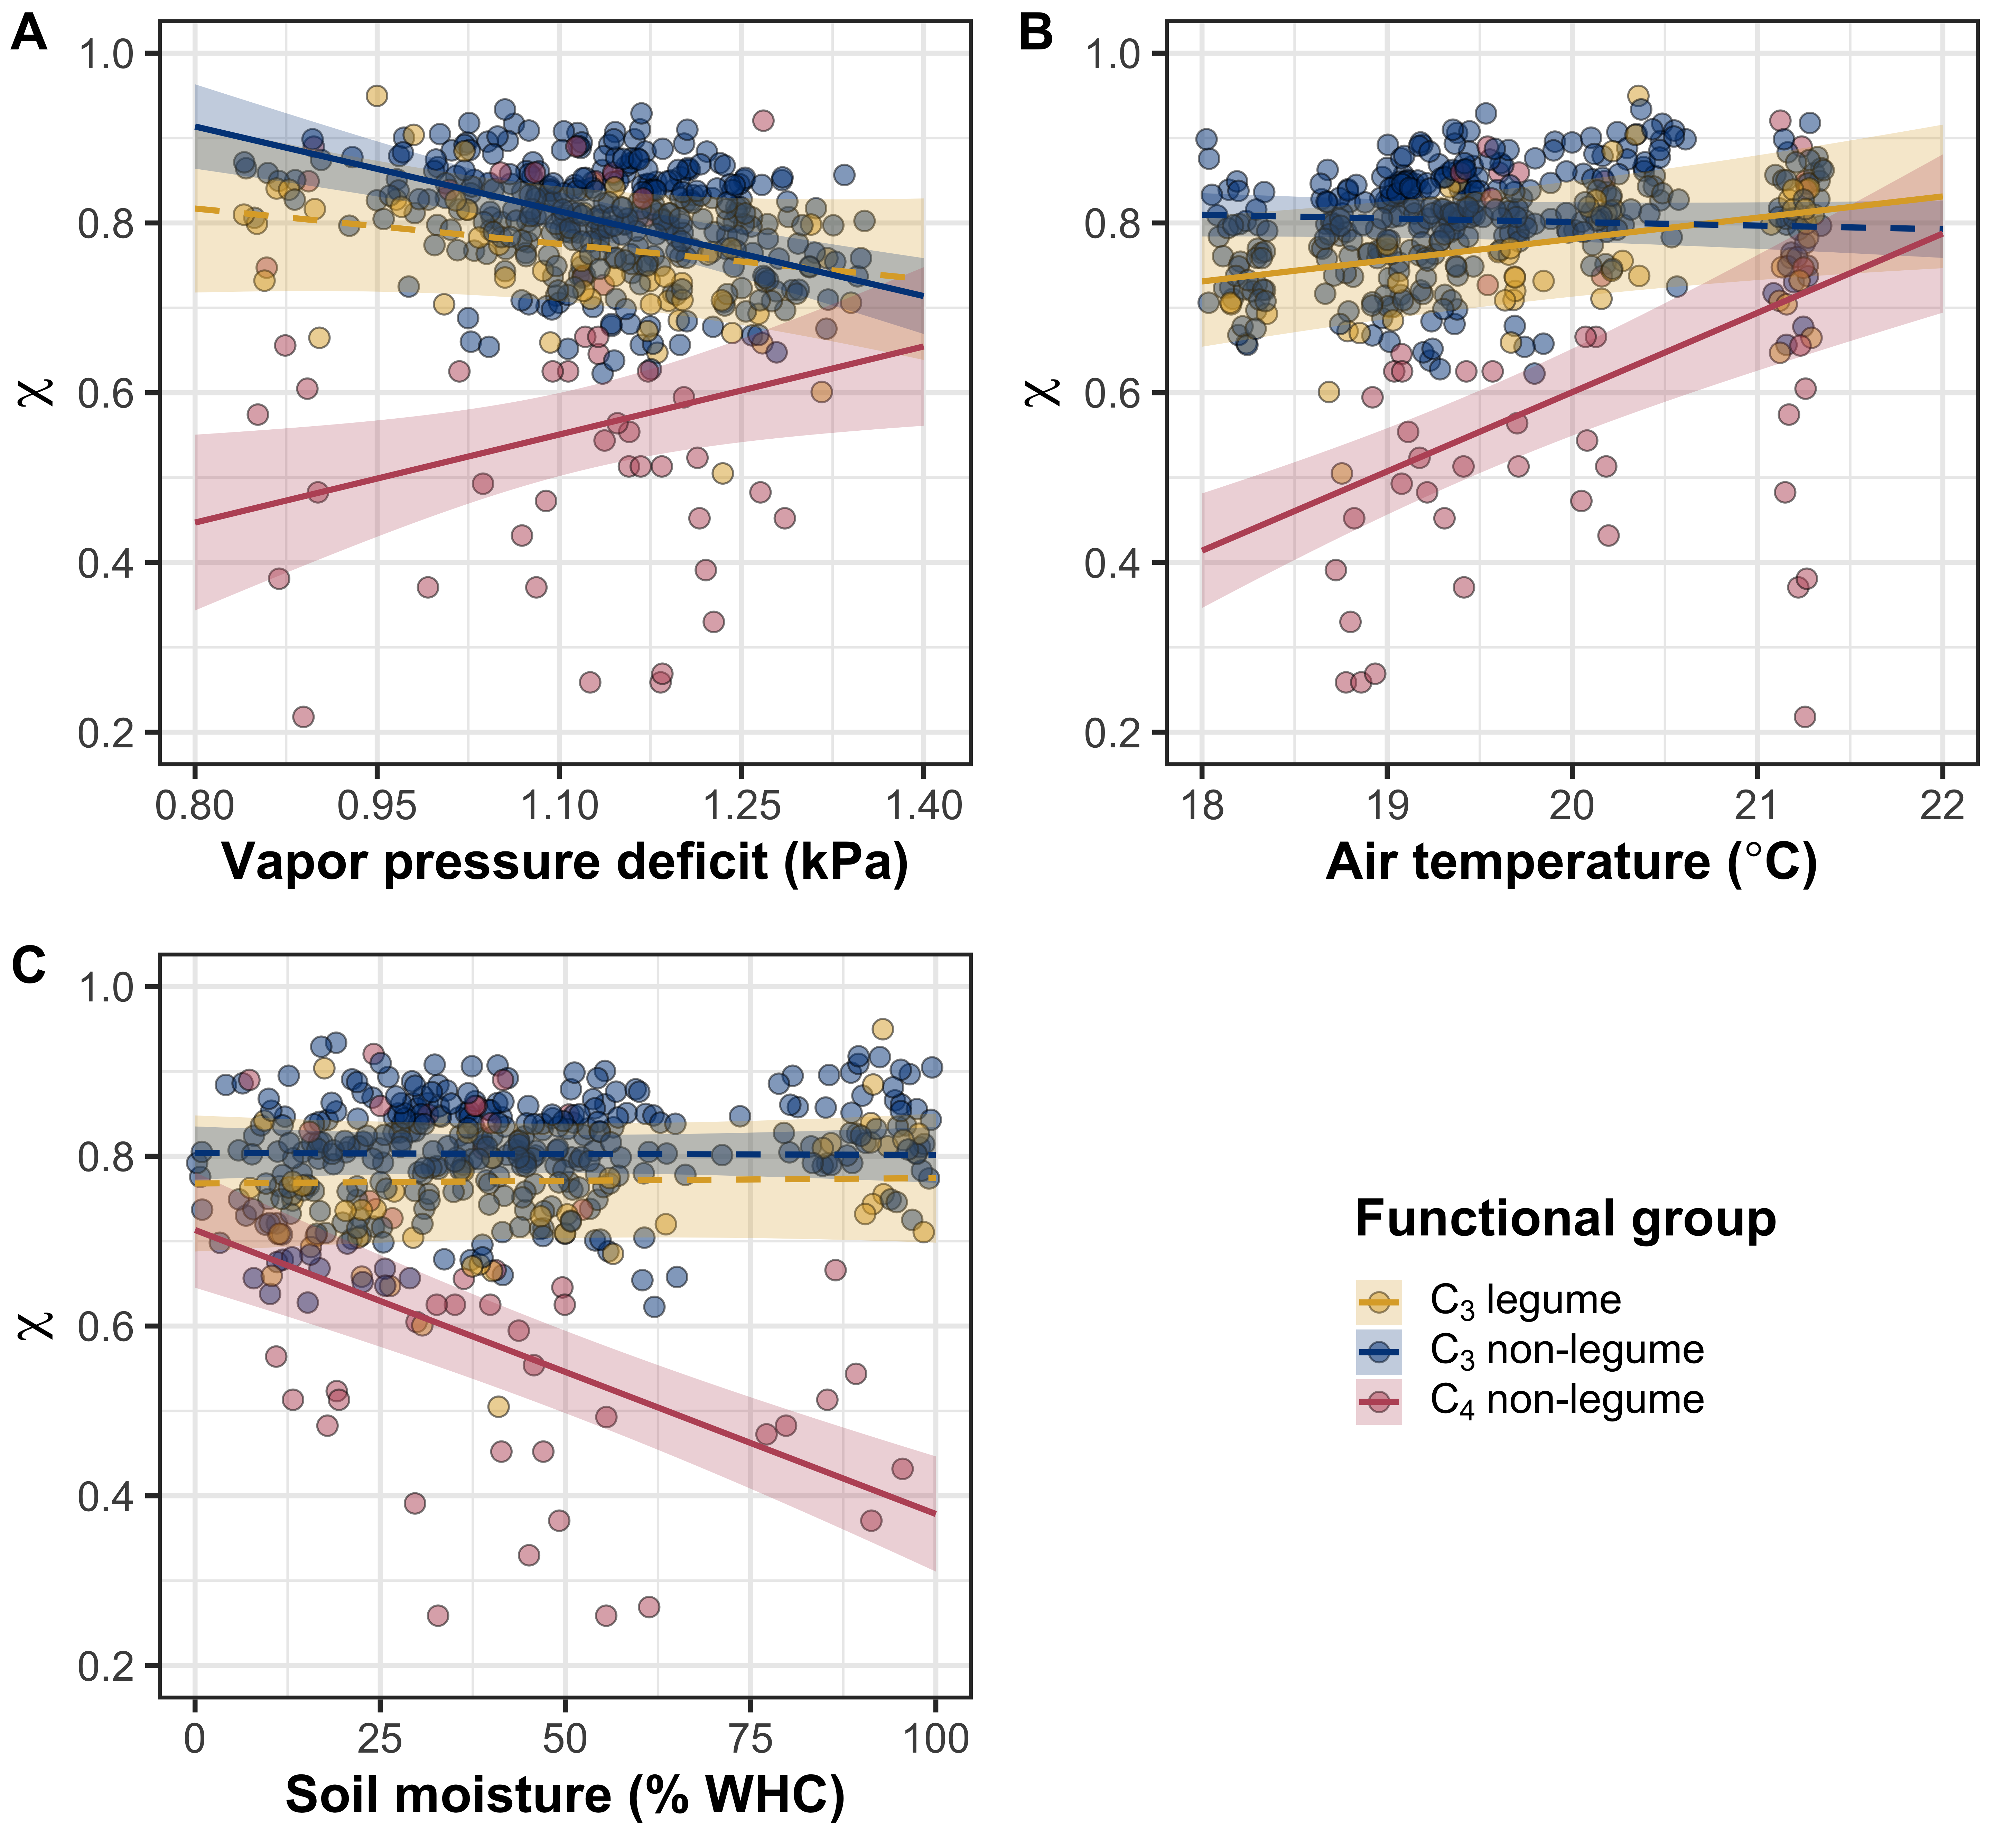 A
1.0
0.8
0.6
0.4
0.2
χ
0.80 0.95 1.10 1.25 1.40
Vapor pressure deficit (kPa)
B
1.0
0.8
0.6
0.4
0.2
χ
18 19 20 21 22
Air temperature (°C)
C
1.0
0.8
0.6
0.4
0.2
χ
0 25 50 75 100
Soil moisture (% WHC)
Functional group
C₃ legume
C₃ non-legume
C₄ non-legume